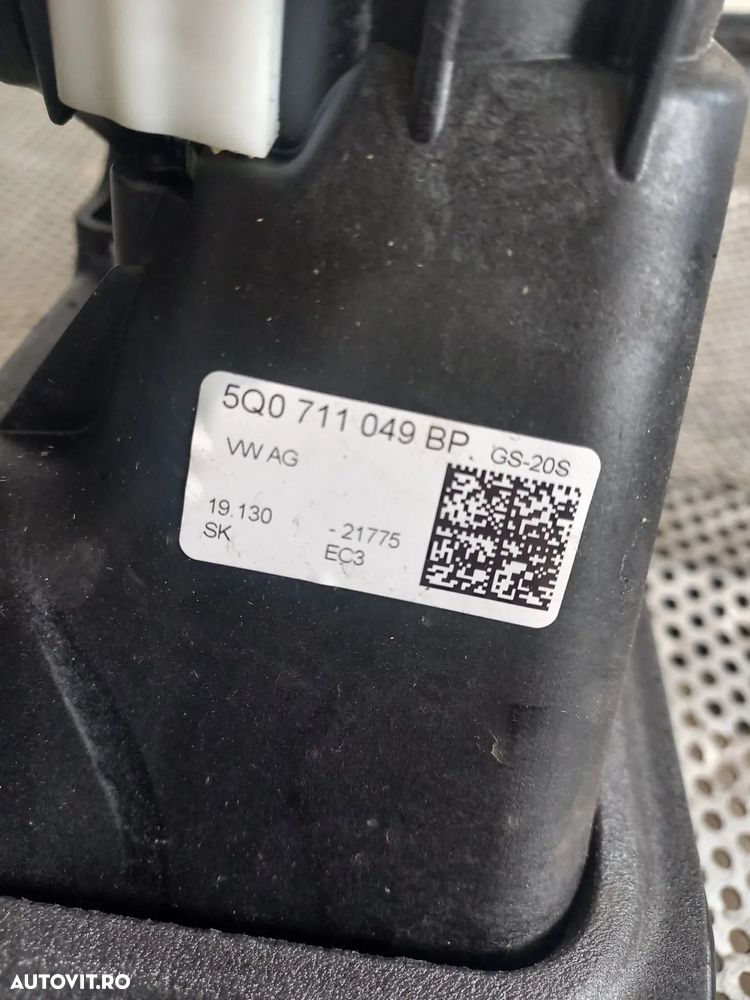 5Q0 711 049 BP. GS-20S
VW AG
19.130 - 21775
SK EC3
AUTOVIT.RO